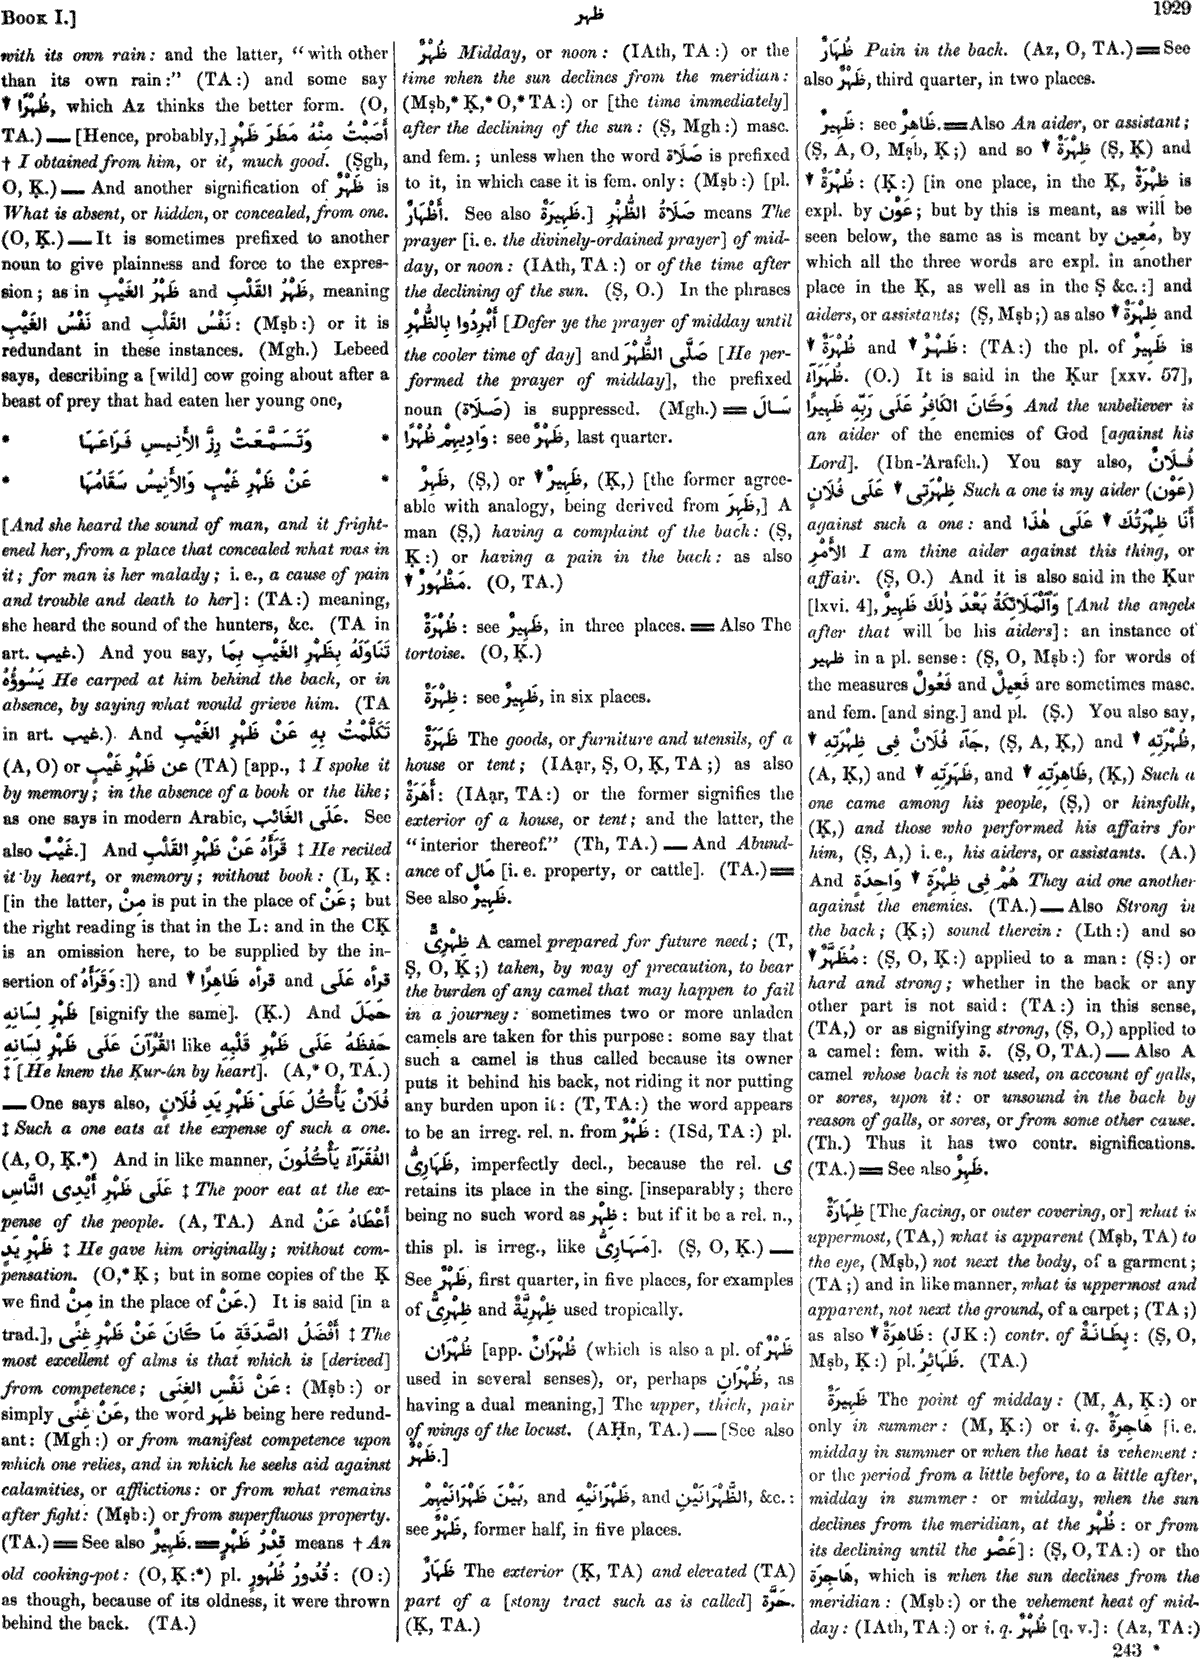 BOOK I.]
ظهر
1929
with its own rain: and the latter, “with other
than its own rain:” (TA:) and some say
▼ ظُهْرًا, which Az thinks the better form. (O,
TA.) — [Hence, probably,] أَصَبْتُ مِنْهُ مَطَرَ ظَهْرٍ
† I obtained from him, or it, much good. (Ṣgh,
O, Ḳ.) — And another signification of ظَهْرٌ is
What is absent, or hidden, or concealed, from one.
(O, Ḳ.) — It is sometimes prefixed to another
noun to give plainness and force to the expres-
sion; as in ظَهْرُ الغَيْبِ and ظَهْرُ القَلْبِ, meaning
نَفْسُ الغَيْبِ and نَفْسُ القَلْبِ: (Mṣb:) or it is
redundant in these instances. (Mgh.) Lebeed
says, describing a [wild] cow going about after a
beast of prey that had eaten her young one,
* وَتَسَمَّعَتْ رِزَّ الأَنِيسِ فَرَاعَهَا *
* عَنْ ظَهْرِ غَيْبٍ وَالأَنِيسُ سَقَامُهَا *
[And she heard the sound of man, and it fright-
ened her, from a place that concealed what was in
it; for man is her malady; i. e., a cause of pain
and trouble and death to her]: (TA:) meaning,
she heard the sound of the hunters, &c. (TA in
art. غيب.) And you say, تَنَاوَلَهُ بِظَهْرِ الغَيْبِ بِمَا
يَسُوؤُهُ He carped at him behind the back, or in
absence, by saying what would grieve him. (TA
in art. غيب.) And تَكَلَّمْتُ بِهِ عَنْ ظَهْرِ الغَيْبِ
(A, O) or عن ظَهْرِ غَيْبٍ (TA) [app., ‡ I spoke it
by memory; in the absence of a book or the like;
as one says in modern Arabic, عَلَى الغَائِبِ. See
also غَيْبٌ.] And قَرَأَهُ عَنْ ظَهْرِ القَلْبِ ‡ He recited
it by heart, or memory; without book: (L, Ḳ:
[in the latter, مِنْ is put in the place of عَنْ; but
the right reading is that in the L: and in the CḲ
is an omission here, to be supplied by the in-
sertion of وَقَرَأَهُ:]) and ▼ قرأه ظَاهِرًا and قرأه عَلَى
ظَهْرِ لِسَانِهِ [signify the same]. (Ḳ.) And حَمَلَ
القُرْآنَ عَلَى ظَهْرِ لِسَانِهِ like حَفِظَهُ عَلَى ظَهْرِ قَلْبِهِ
‡ [He knew the Ḳur-án by heart]. (A,* O, TA.)
— One says also, فُلَانٌ يَأْكُلُ عَلَى ظَهْرِ يَدِ فُلَانٍ
‡ Such a one eats at the expense of such a one.
(A, O, Ḳ.*) And in like manner, الفُقَرَآءُ يَأْكُلُونَ
عَلَى ظَهْرِ أَيْدِى النَّاسِ ‡ The poor eat at the ex-
pense of the people. (A, TA.) And أَعْطَاهُ عَنْ
ظَهْرِ يَدٍ ‡ He gave him originally; without com-
pensation. (O,* Ḳ; but in some copies of the Ḳ
we find مِنْ in the place of عَنْ.) It is said [in a
trad.], أَفْضَلُ الصَّدَقَةِ مَا كَانَ عَنْ ظَهْرِ غِنًى ‡ The
most excellent of alms is that which is [derived]
from competence; عَنْ نَفْسِ الغِنَى: (Mṣb:) or
simply عَنْ غِنًى, the word ظهر being here redund-
ant: (Mgh:) or from manifest competence upon
which one relies, and in which he seeks aid against
calamities, or afflictions: or from what remains
after fight: (Mṣb:) or from superfluous property.
(TA.) == See also ظَهِيرٌ. == قِدْرُ ظَهْرٍ means † An
old cooking-pot: (O, Ḳ:*) pl. قُدُورُ ظُهُورٍ: (O:)
as though, because of its oldness, it were thrown
behind the back. (TA.)
ظُهْرٌ Midday, or noon: (IAth, TA:) or the
time when the sun declines from the meridian:
(Mṣb,* Ḳ,* O,* TA:) or [the time immediately]
after the declining of the sun: (Ṣ, Mgh:) masc.
and fem.; unless when the word صَلَاة is prefixed
to it, in which case it is fem. only: (Mṣb:) [pl.
أَظْهَارٌ. See also ظَهِيرَةٌ.] صَلَاةُ الظُّهْرِ means The
prayer [i. e. the divinely-ordained prayer] of mid-
day, or noon: (IAth, TA:) or of the time after
the declining of the sun. (Ṣ, O.) In the phrases
أَبْرِدُوا بِالظُّهْرِ [Defer ye the prayer of midday until
the cooler time of day] and صَلَّى الظُّهْرَ [He per-
formed the prayer of midday], the prefixed
noun (صَلَاة) is suppressed. (Mgh.) == سَالَ
وَادِيهِمْ ظُهْرًا: see ظَهْرٌ, last quarter.
ظَهِرٌ, (Ṣ,) or ▼ ظَهِيرٌ, (Ḳ,) [the former agree-
able with analogy, being derived from ظَهِرَ,] A
man (Ṣ,) having a complaint of the back: (Ṣ,
Ḳ:) or having a pain in the back: as also
▼ مَظْهُورٌ. (O, TA.)
ظُهْرَةٌ: see ظَهِيرٌ, in three places. == Also The
tortoise. (O, Ḳ.)
ظِهْرَةٌ: see ظَهِيرٌ, in six places.
ظَهَرَةٌ The goods, or furniture and utensils, of a
house or tent; (IAạr, Ṣ, O, Ḳ, TA;) as also
أَهَرَةٌ: (IAạr, TA:) or the former signifies the
exterior of a house, or tent; and the latter, the
“interior thereof.” (Th, TA.) — And Abund-
ance of مَال [i. e. property, or cattle]. (TA.) ==
See also ظَهِيرٌ.
ظِهْرِىٌّ A camel prepared for future need; (T,
Ṣ, O, Ḳ;) taken, by way of precaution, to bear
the burden of any camel that may happen to fail
in a journey: sometimes two or more unladen
camels are taken for this purpose: some say that
such a camel is thus called because its owner
puts it behind his back, not riding it nor putting
any burden upon it: (T, TA:) the word appears
to be an irreg. rel. n. from ظَهْرٌ: (ISd, TA:) pl.
ظَهَارِىُّ, imperfectly decl., because the rel. ى
retains its place in the sing. [inseparably; there
being no such word as ظِهْر: but if it be a rel. n.,
this pl. is irreg., like مَهَارِىُّ]. (Ṣ, O, Ḳ.) —
See ظَهْرٌ, first quarter, in five places, for examples
of ظِهْرِىٌّ and ظِهْرِيَّةٌ used tropically.
ظُهْرَان [app. ظُهْرَانٌ (which is also a pl. of ظَهْرٌ
used in several senses), or, perhaps ظُهْرَانِ, as
having a dual meaning,] The upper, thick, pair
of wings of the locust. (AḤn, TA.) — [See also
ظَهْرٌ.]
بَيْنَ ظَهْرَانَيْهِمْ, and ظَهْرَانَيْهِ, and الظَّهْرَانَيْنِ, &c.:
see ظَهْرٌ, former half, in five places.
ظَهَارٌ The exterior (Ḳ, TA) and elevated (TA)
part of a [stony tract such as is called] حَرَّة.
(Ḳ, TA.)
ظُهَارٌ Pain in the back. (Az, O, TA.) == See
also ظَهْرٌ, third quarter, in two places.
ظَهِيرٌ: see ظَاهِرٌ. == Also An aider, or assistant;
(Ṣ, A, O, Mṣb, Ḳ;) and so ▼ ظِهْرَةٌ (Ṣ, Ḳ) and
▼ ظُهْرَةٌ: (Ḳ:) [in one place, in the Ḳ, ظِهْرَةٌ is
expl. by عَوْن; but by this is meant, as will be
seen below, the same as is meant by مُعِين, by
which all the three words are expl. in another
place in the Ḳ, as well as in the Ṣ &c.:] and
aiders, or assistants; (Ṣ, Mṣb;) as also ▼ ظِهْرَةٌ and
▼ ظُهْرَةٌ and ▼ ظَهْرٌ: (TA:) the pl. of ظَهِيرٌ is
ظُهَرَآءُ. (O.) It is said in the Ḳur [xxv. 57],
وَكَانَ الكَافِرُ عَلَى رَبِّهِ ظَهِيرًا And the unbeliever is
an aider of the enemies of God [against his
Lord]. (Ibn-’Arafeh.) You say also, فُلَانٌ
ظِهْرَتِى ▼ عَلَى فُلَانٍ Such a one is my aider (عَوْن)
against such a one: and أَنَا ظِهْرَتُكَ ▼ عَلَى هٰذَا
الأَمْرِ I am thine aider against this thing, or
affair. (Ṣ, O.) And it is also said in the Ḳur
[lxvi. 4], وَٱلْمَلَائِكَةُ بَعْدَ ذٰلِكَ ظَهِيرٌ [And the angels
after that will be his aiders]: an instance of
ظهير in a pl. sense: (Ṣ, O, Mṣb:) for words of
the measures فَعُولٌ and فَعِيلٌ are sometimes masc.
and fem. [and sing.] and pl. (Ṣ.) You also say,
▼ جَآءَ فُلَانٌ فِى ظِهْرَتِهِ, (Ṣ, A, Ḳ,) and ▼ ظُهْرَتِهِ,
(A, Ḳ,) and ▼ ظَهَرَتِهِ, and ▼ ظَاهِرَتِهِ, (Ḳ,) Such a
one came among his people, (Ṣ,) or kinsfolk,
(Ḳ,) and those who performed his affairs for
him, (Ṣ, A,) i. e., his aiders, or assistants. (A.)
And هُمْ فِى ظِهْرَةٍ ▼ وَاحِدَة They aid one another
against the enemies. (TA.) — Also Strong in
the back; (Ḳ;) sound therein: (Lth:) and so
▼ مُظَهَّرٌ: (Ṣ, O, Ḳ:) applied to a man: (Ṣ:) or
hard and strong; whether in the back or any
other part is not said: (TA:) in this sense,
(TA,) or as signifying strong, (Ṣ, O,) applied to
a camel: fem. with ة. (Ṣ, O, TA.) — Also A
camel whose back is not used, on account of galls,
or sores, upon it: or unsound in the back by
reason of galls, or sores, or from some other cause.
(Th.) Thus it has two contr. significations.
(TA.) == See also ظَهِرٌ.
ظِهَارَةٌ [The facing, or outer covering, or] what is
uppermost, (TA,) what is apparent (Mṣb, TA) to
the eye, (Mṣb,) not next the body, of a garment;
(TA;) and in like manner, what is uppermost and
apparent, not next the ground, of a carpet; (TA;)
as also ▼ ظَاهِرَةٌ: (JK:) contr. of بِطَانَةٌ: (Ṣ, O,
Mṣb, Ḳ:) pl. ظَهَائِرُ. (TA.)
ظَهِيرَةٌ The point of midday: (M, A, Ḳ:) or
only in summer: (M, Ḳ:) or i. q. هَاجِرَةٌ [i. e.
midday in summer or when the heat is vehement:
or the period from a little before, to a little after,
midday in summer: or midday, when the sun
declines from the meridian, at the ظُهْر: or from
its declining until the عَصْر]: (Ṣ, O, TA:) or the
هَاجِرَة, which is when the sun declines from the
meridian: (Mṣb:) or the vehement heat of mid-
day: (IAth, TA:) or i. q. ظُهْرٌ [q. v.]: (Az, TA:)
243 *